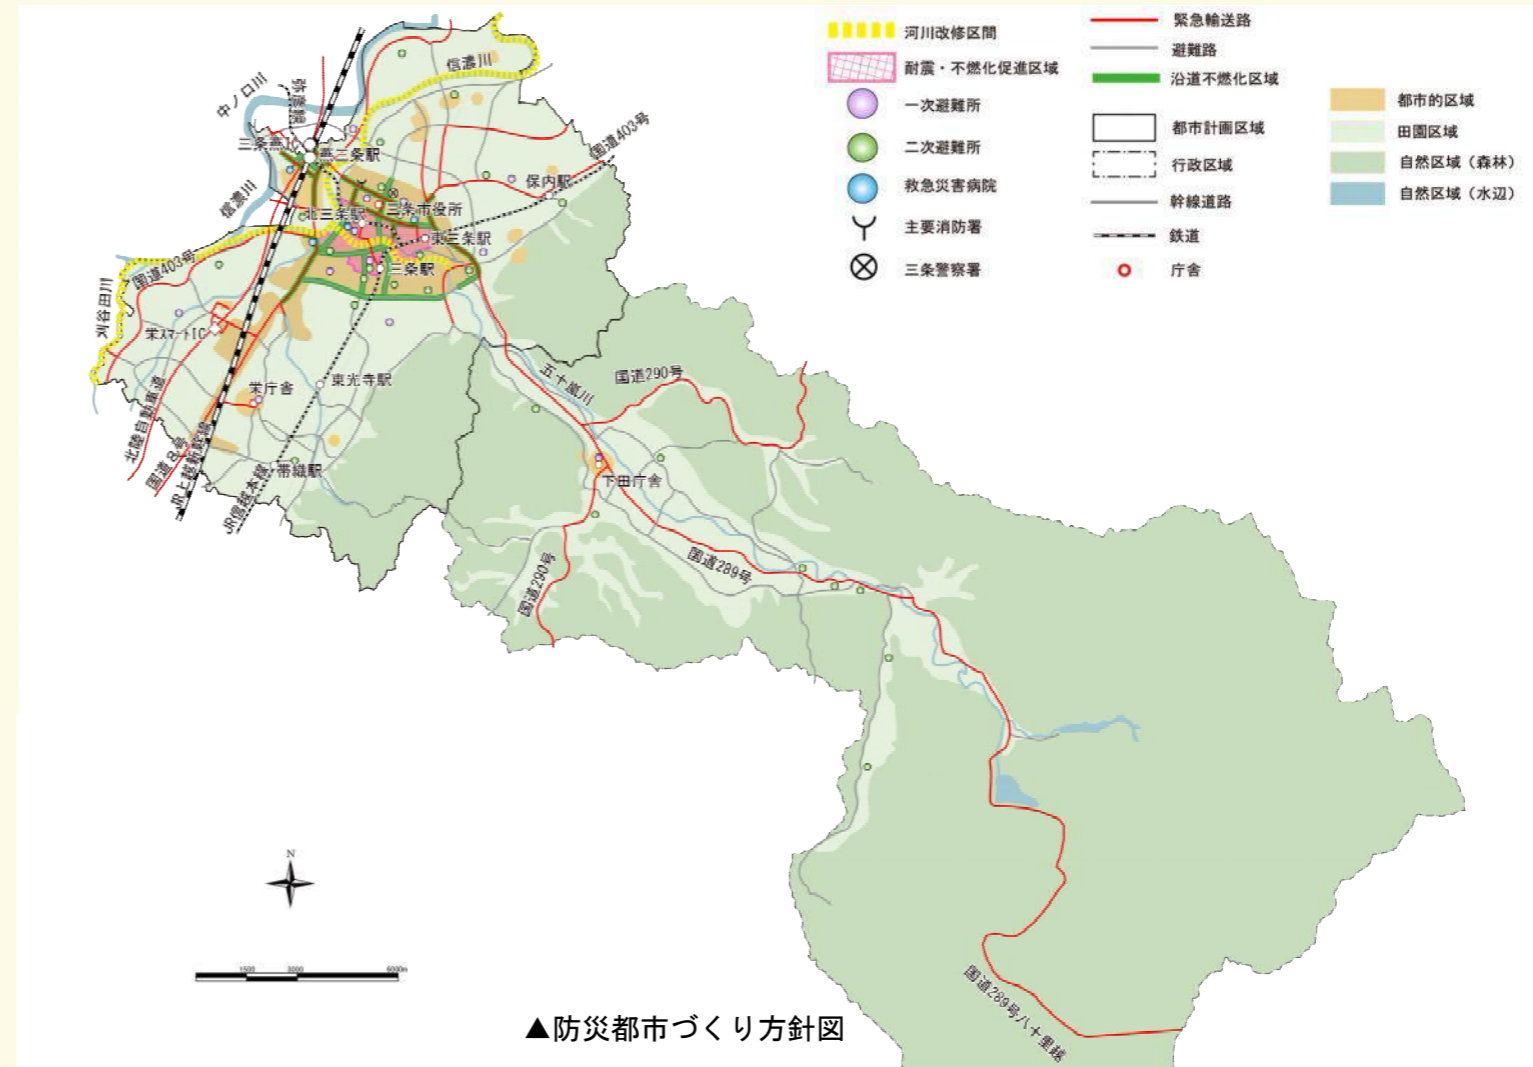 河川改修区間
耐震・不燃化促進区域
一次避難所
二次避難所
救急災害病院
主要消防署
三条警察署
緊急輸送路
避難路
沿道不燃化区域
都市計画区域
行政区域
幹線道路
鉄道
庁舎
都市的区域
田園区域
自然区域（森林）
自然区域（水辺）
信濃川
中ノ口川
弥彦線
三条燕IC
燕三条駅
国道403号
保内駅
信濃川
北三条駅
三条市役所
東三条駅
三条駅
国道403号
刈谷田川
栄スマートIC
東光寺駅
栄庁舎
北陸自動車道
国道8号
JR上越新幹線
JR信越本線
帯織駅
五十嵐川
国道290号
下田庁舎
国道290号
国道289号
国道289号八十里越
N
1500 3000 6000m
▲防災都市づくり方針図